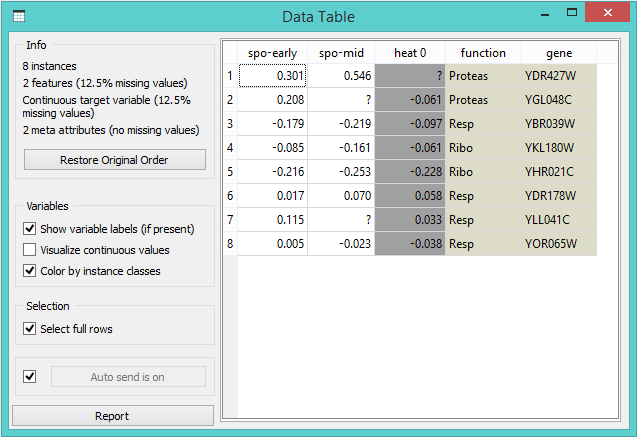 Data Table
Info
8 instances
2 features (12.5% missing values)
Continuous target variable (12.5%
missing values)
2 meta attributes (no missing values)
Restore Original Order
Variables
Show variable labels (if present)
Visualize continuous values
Color by instance classes
Selection
Select full rows
Auto send is on
Report
spo-early spo-mid heat 0 function gene
1 0.301 0.546 ? Proteas YDR427W
2 0.208 ? -0.061 Proteas YGL048C
3 -0.179 -0.219 -0.097 Resp YBR039W
4 -0.085 -0.161 -0.061 Ribo YKL180W
5 -0.216 -0.253 -0.228 Ribo YHR021C
6 0.017 0.070 0.058 Resp YDR178W
7 0.115 ? 0.033 Resp YLL041C
8 0.005 -0.023 -0.038 Resp YOR065W